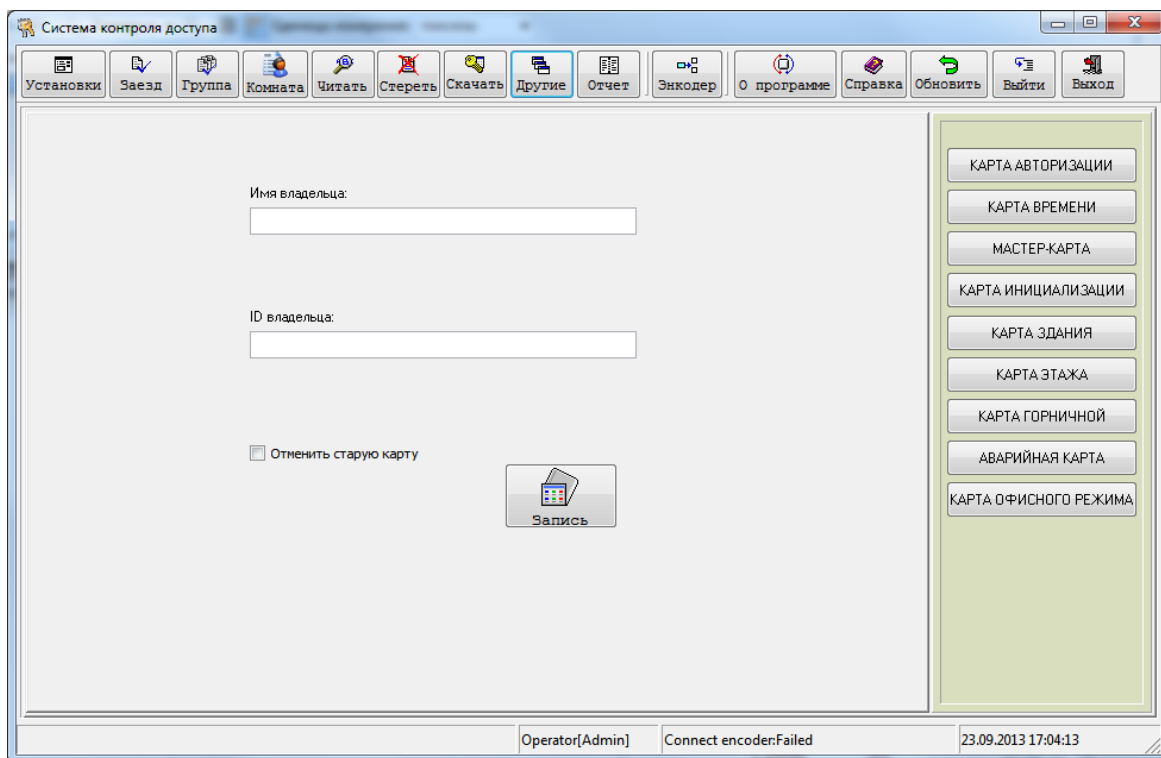 Система контроля доступа
Установки Заезд Группа Комната Читать Стереть Скачать Другие Отчет Энкодер О программе Справка Обновить Выйти Выход
КАРТА АВТОРИЗАЦИИ
Имя владельца:
КАРТА ВРЕМЕНИ
МАСТЕР-КАРТА
КАРТА ИНИЦИАЛИЗАЦИИ
ID владельца:
КАРТА ЗДАНИЯ
КАРТА ЭТАЖА
КАРТА ГОРНИЧНОЙ
Отменить старую карту
АВАРИЙНАЯ КАРТА
КАРТА ОФИСНОГО РЕЖИМА
Запись
Operator[Admin] Connect encoder:Failed 23.09.2013 17:04:13